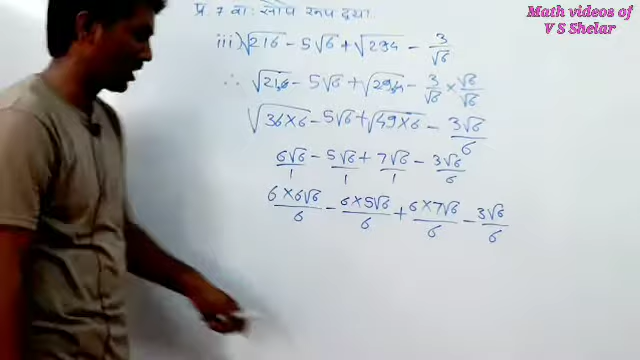 Math videos of
V S Shelar
प्र. 7 वा: सोपे रूप द्या.
iii) √216 - 5√6 + √294 - 3/√6
∴ √216 - 5√6 + √294 - 3/√6 × √6/√6
√36×6 - 5√6 + √49×6 - 3√6/6
6√6/1 - 5√6/1 + 7√6/1 - 3√6/6
6×6√6/6 - 6×5√6/6 + 6×7√6/6 - 3√6/6